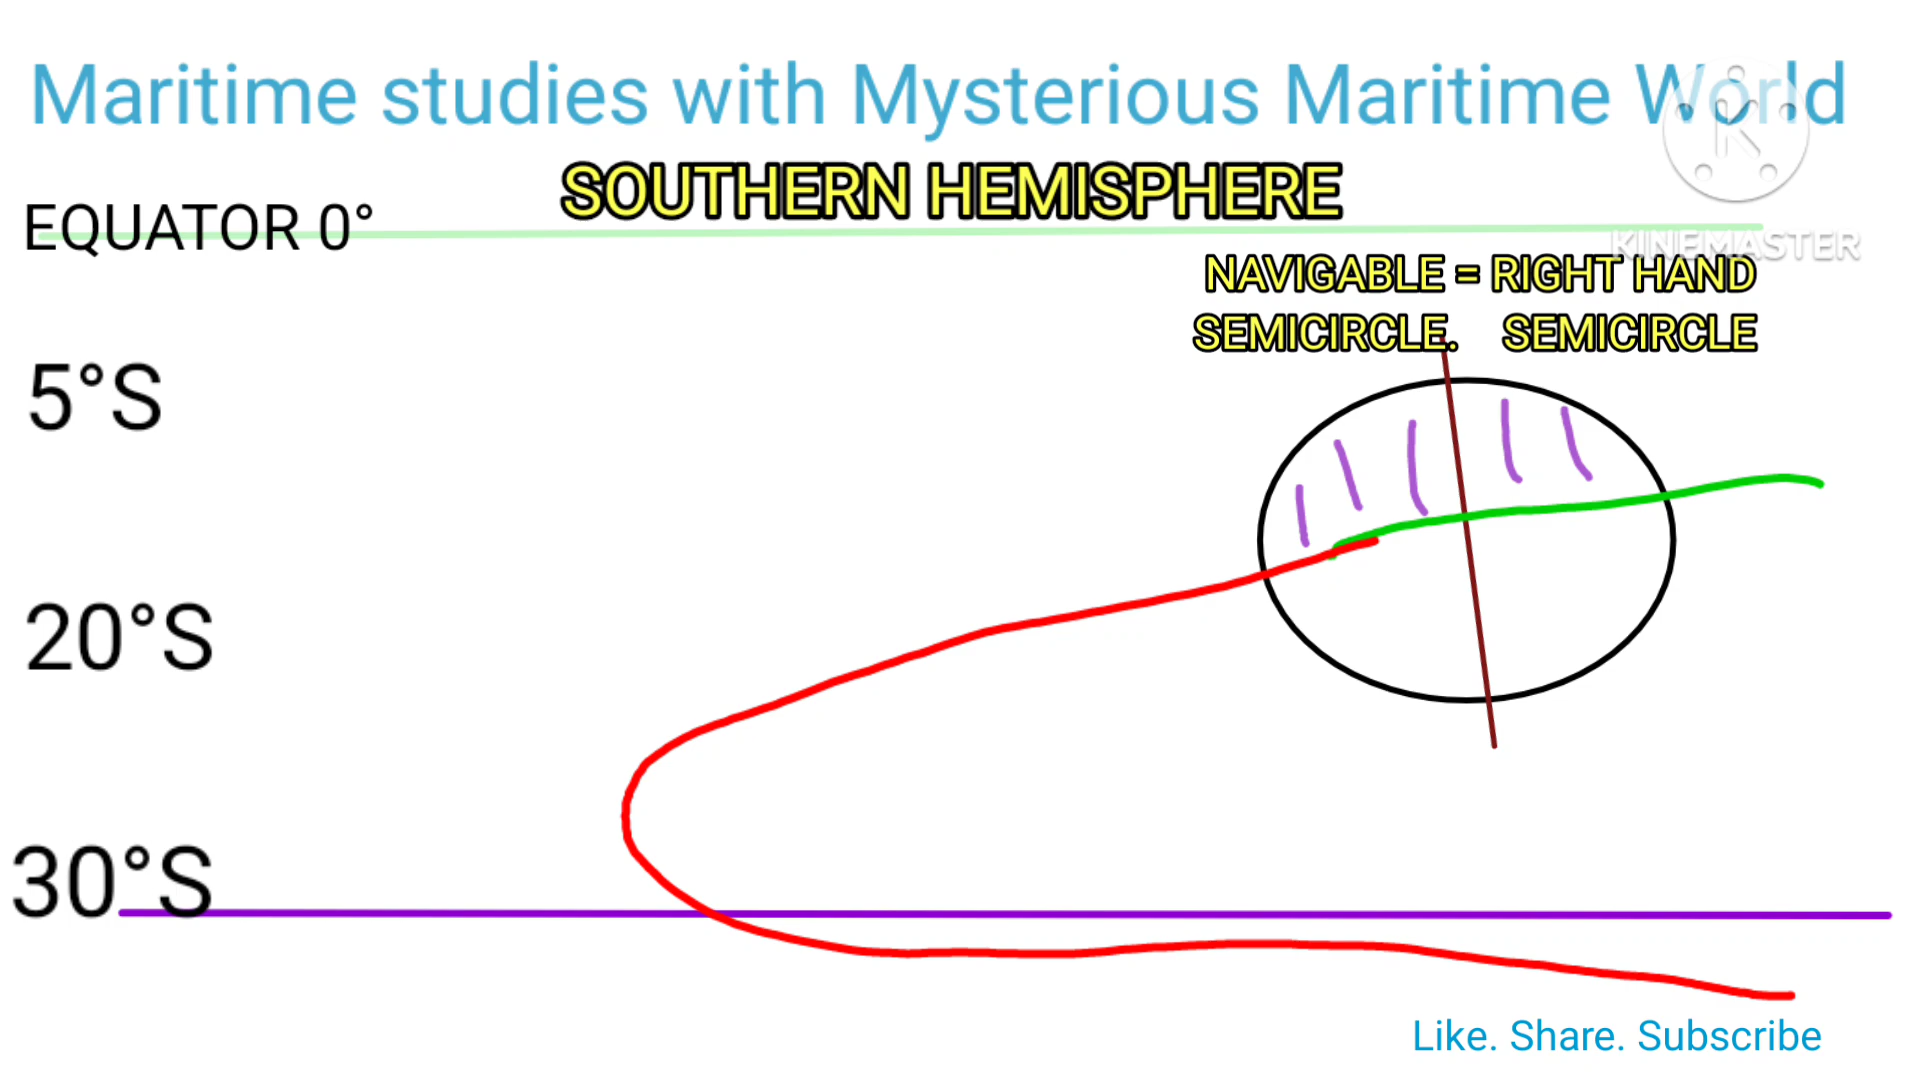 Maritime studies with Mysterious Maritime World
SOUTHERN HEMISPHERE
EQUATOR 0°
KINEMASTER
NAVIGABLE = RIGHT HAND
SEMICIRCLE. SEMICIRCLE
5°S
20°S
30°S
Like. Share. Subscribe